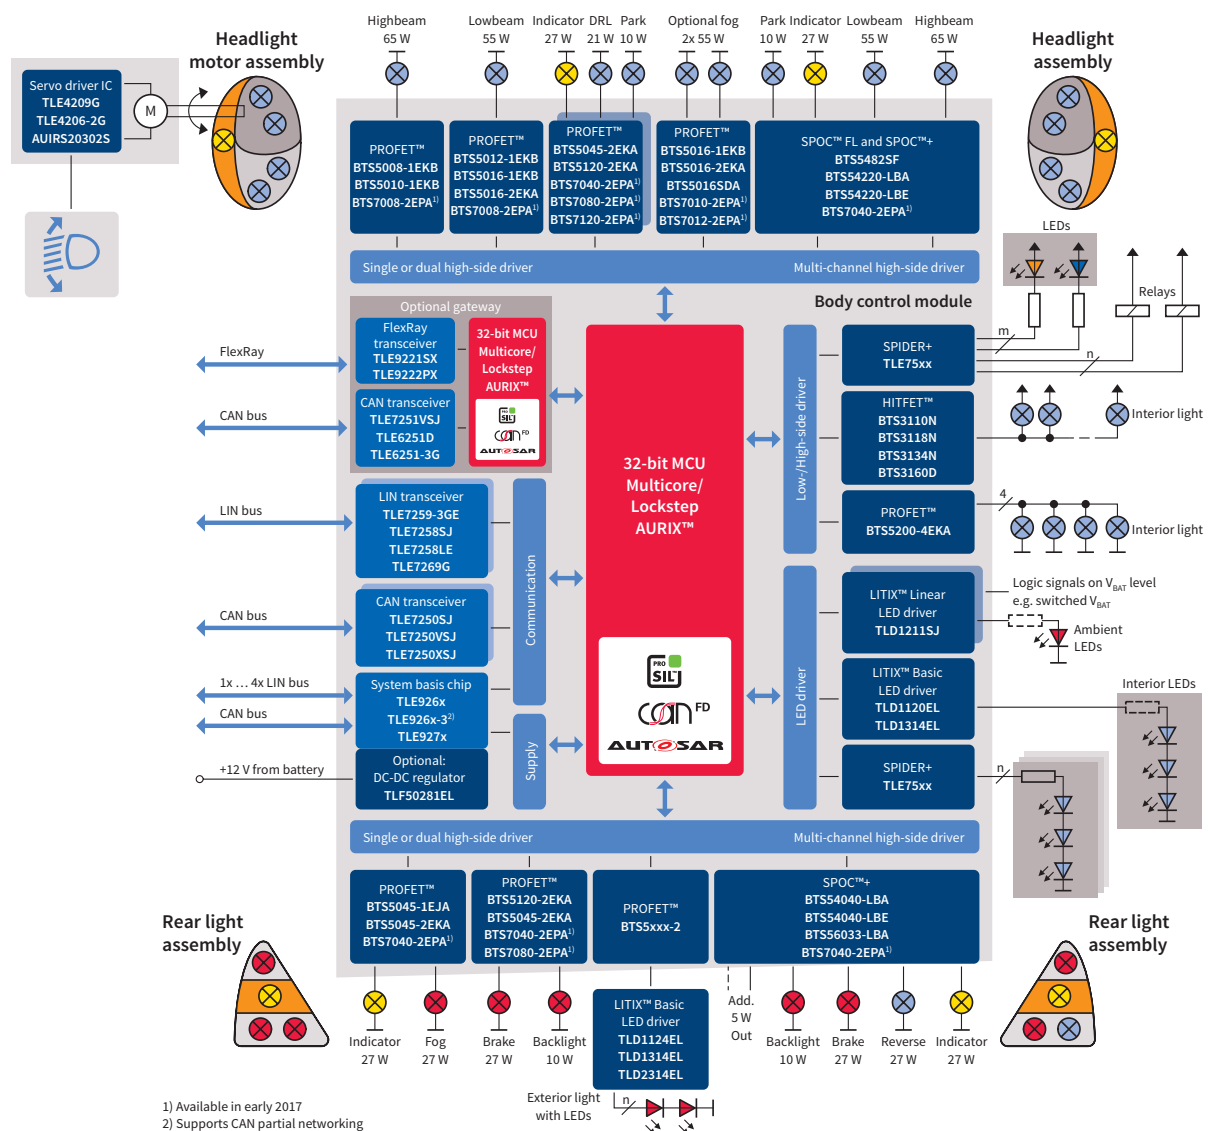 Highbeam
65 W
Lowbeam
55 W
Indicator
27 W
DRL
21 W
Park
10 W
Optional fog
2x 55 W
Park
10 W
Indicator
27 W
Lowbeam
55 W
Highbeam
65 W
Headlight
motor assembly
Headlight
assembly
Servo driver IC
TLE4209G
TLE4206-2G
AUIRS20302S
M
PROFET™
BTS5008-1EKB
BTS5010-1EKB
BTS7008-2EPA1)
PROFET™
BTS5012-1EKB
BTS5016-1EKB
BTS5016-2EKA
BTS7008-2EPA1)
PROFET™
BTS5045-2EKA
BTS5120-2EKA
BTS7040-2EPA1)
BTS7080-2EPA1)
BTS7120-2EPA1)
PROFET™
BTS5016-1EKB
BTS5016-2EKA
BTS5016SDA
BTS7010-2EPA1)
BTS7012-2EPA1)
SPOC™ FL and SPOC™+
BTS5482SF
BTS54220-LBA
BTS54220-LBE
BTS7040-2EPA1)
Single or dual high-side driver
Multi-channel high-side driver
LEDs
Relays
m
n
Optional gateway
FlexRay
transceiver
TLE9221SX
TLE9222PX
CAN transceiver
TLE7251VSJ
TLE6251D
TLE6251-3G
32-bit MCU
Multicore/
Lockstep
AURIX™
PRO
SIL
CAN FD
AUTOSAR
Body control module
FlexRay
CAN bus
LIN bus
CAN bus
1x … 4x LIN bus
CAN bus
+12 V from battery
LIN transceiver
TLE7259-3GE
TLE7258SJ
TLE7258LE
TLE7269G
CAN transceiver
TLE7250SJ
TLE7250VSJ
TLE7250XSJ
System basis chip
TLE926x
TLE926x-32)
TLE927x
Optional:
DC-DC regulator
TLF50281EL
Communication
Supply
32-bit MCU
Multicore/
Lockstep
AURIX™
PRO
SIL
CAN FD
AUTOSAR
Low-/High-side driver
LED driver
SPIDER+
TLE75xx
HITFET™
BTS3110N
BTS3118N
BTS3134N
BTS3160D
PROFET™
BTS5200-4EKA
LITIX™ Linear
LED driver
TLD1211SJ
LITIX™ Basic
LED driver
TLD1120EL
TLD1314EL
SPIDER+
TLE75xx
Interior light
4
Interior light
Logic signals on VBAT level
e.g. switched VBAT
Ambient
LEDs
Interior LEDs
n
Single or dual high-side driver
Multi-channel high-side driver
PROFET™
BTS5045-1EJA
BTS5045-2EKA
BTS7040-2EPA1)
PROFET™
BTS5120-2EKA
BTS5045-2EKA
BTS7040-2EPA1)
BTS7080-2EPA1)
PROFET™
BTS5xxx-2
SPOC™+
BTS54040-LBA
BTS54040-LBE
BTS56033-LBA
BTS7040-2EPA1)
Rear light
assembly
Rear light
assembly
Indicator
27 W
Fog
27 W
Brake
27 W
Backlight
10 W
LITIX™ Basic
LED driver
TLD1124EL
TLD1314EL
TLD2314EL
Add.
5 W
Out
Backlight
10 W
Brake
27 W
Reverse
27 W
Indicator
27 W
Exterior light
with LEDs
n
1) Available in early 2017
2) Supports CAN partial networking